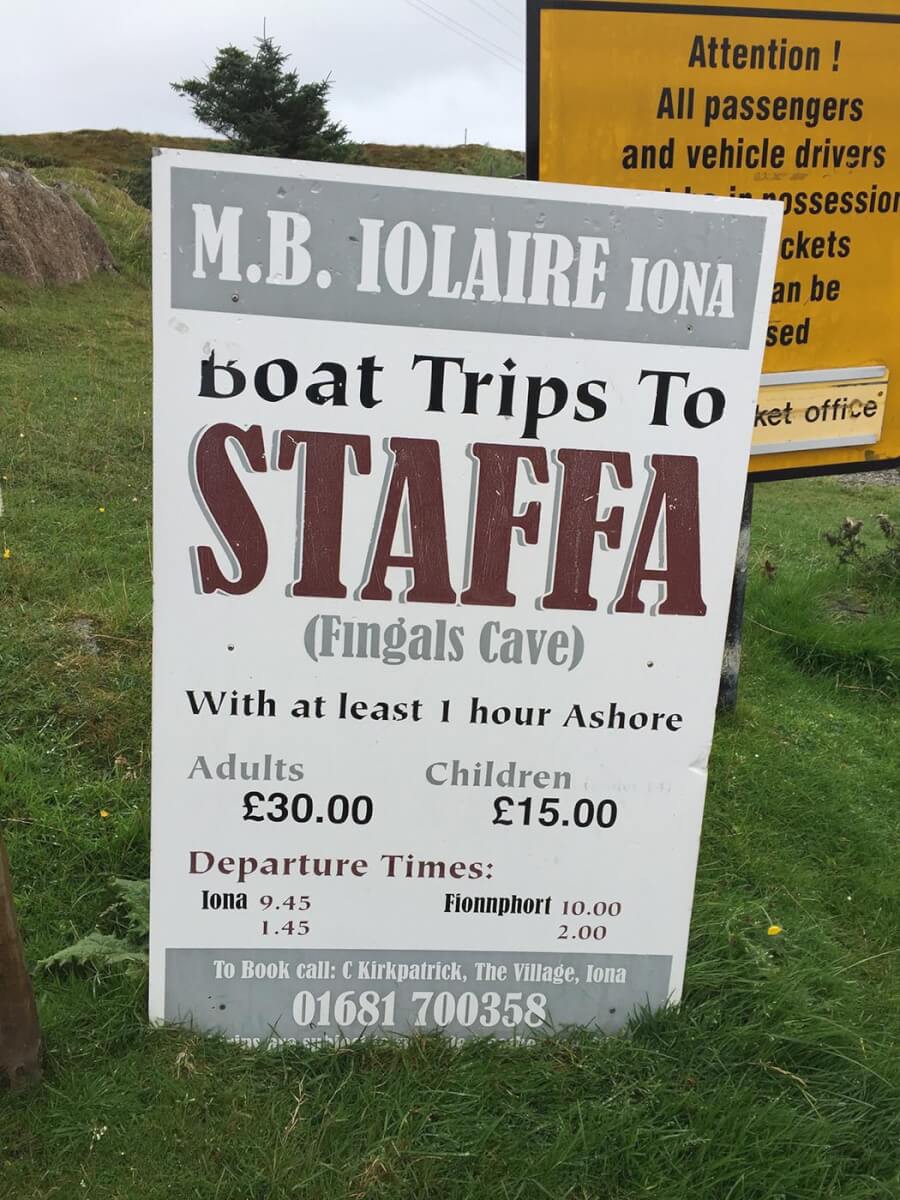 Attention !
All passengers
and vehicle drivers
in possession
ckets
an be
sed
ket office
M.B. IOLAIRE IONA
Boat Trips To
STAFFA
(Fingals Cave)
With at least 1 hour Ashore
Adults Children
£30.00 £15.00
Departure Times:
Iona 9.45 Fionnphort 10.00
1.45 2.00
To Book call: C Kirkpatrick, The Village, Iona
01681 700358